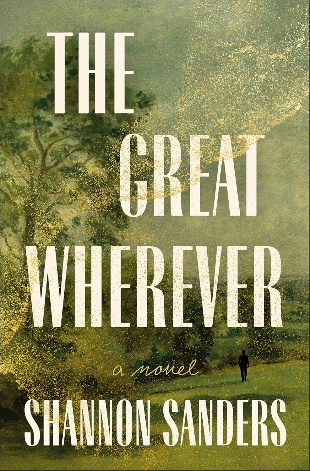 THE
GREAT
WHEREVER
a novel
SHANNON SANDERS